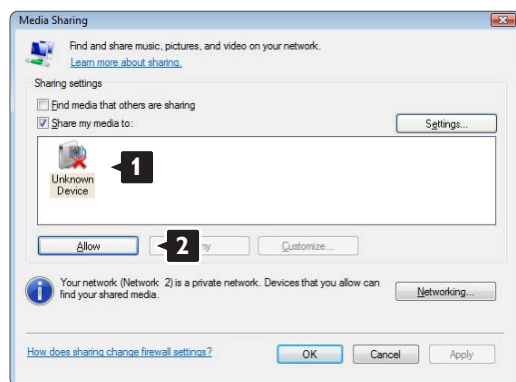 Media Sharing
Find and share music, pictures, and video on your network.
Learn more about sharing.
Sharing settings
Find media that others are sharing
Share my media to:
Settings...
1
Unknown
Device
Allow
2
ny
Customize...
Your network (Network 2) is a private network. Devices that you allow can
find your shared media.
Networking...
How does sharing change firewall settings?
OK
Cancel
Apply